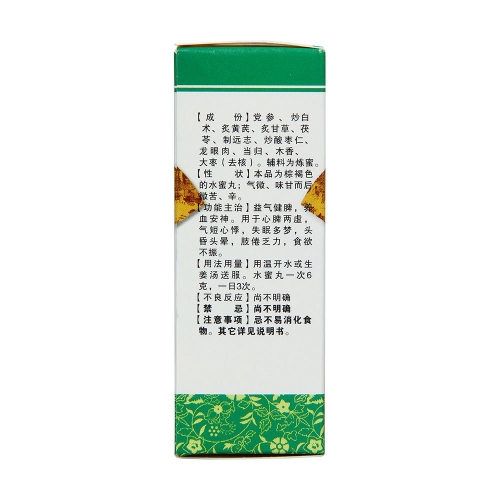 【成 份】党参、炒白
术、炙黄芪、炙甘草、茯
苓、制远志、炒酸枣仁、
龙眼肉、当归、木香、
大枣(去核)。辅料为炼蜜。
【性 状】本品为棕褐色
的水蜜丸;气微、味甘而后
微苦、辛。
【功能主治】益气健脾,养
血安神。用于心脾两虚,
气短心悸,失眠多梦,头
昏头晕,肢倦乏力,食欲
不振。
【用法用量】用温开水或生
姜汤送服。水蜜丸一次6
克,一日3次。
【不良反应】尚不明确
【禁 忌】尚不明确
【注意事项】忌不易消化食
物。其它详见说明书。